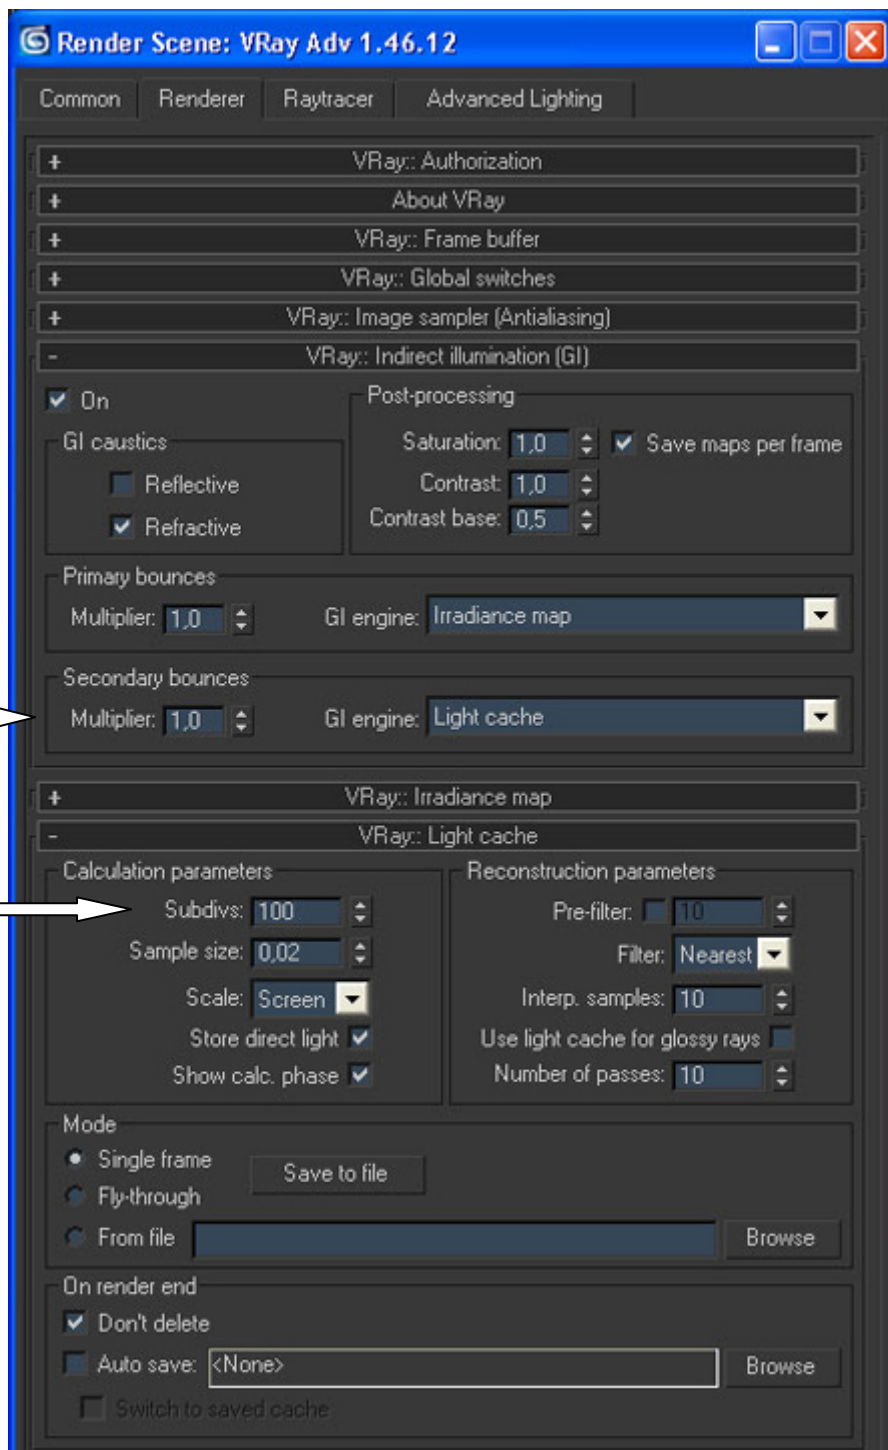 Render Scene: VRay Adv 1.46.12
Common Renderer Raytracer Advanced Lighting
+ VRay:: Authorization
+ About VRay
+ VRay:: Frame buffer
+ VRay:: Global switches
+ VRay:: Image sampler (Antialiasing)
- VRay:: Indirect illumination (GI)
On
Post-processing
GI caustics
Saturation: 1,0 Save maps per frame
Reflective
Contrast: 1,0
Refractive
Contrast base: 0,5
Primary bounces
Multiplier: 1,0 GI engine: Irradiance map
Secondary bounces
Multiplier: 1,0 GI engine: Light cache
+ VRay:: Irradiance map
- VRay:: Light cache
Calculation parameters
Subdivs: 100
Sample size: 0,02
Scale: Screen
Store direct light
Show calc. phase
Reconstruction parameters
Pre-filter: 10
Filter: Nearest
Interp. samples: 10
Use light cache for glossy rays
Number of passes: 10
Mode
Single frame
Save to file
Fly-through
From file Browse
On render end
Don't delete
Auto save: <None> Browse
Switch to saved cache